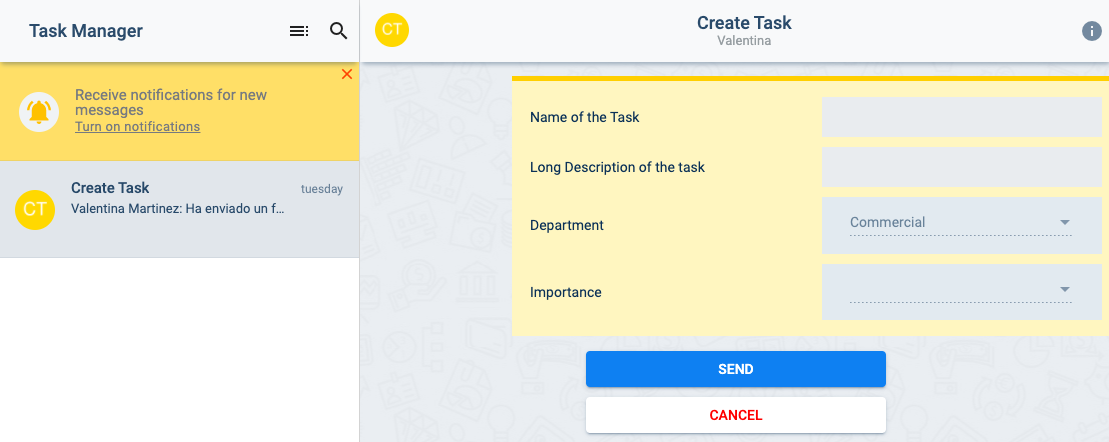 Task Manager
CT
Create Task
Valentina
Receive notifications for new
messages
Turn on notifications
CT
Create Task
tuesday
Valentina Martinez: Ha enviado un f...
Name of the Task
Long Description of the task
Department
Commercial
Importance
SEND
CANCEL